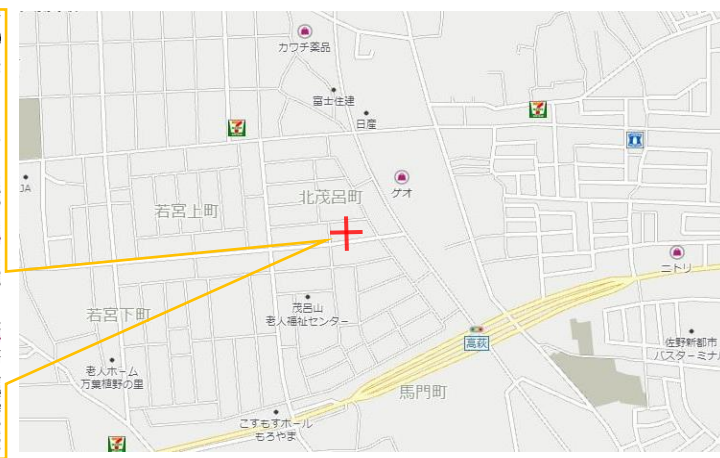 カワチ薬品
富士住建
日産
JA
ゲオ
北茂呂町
若宮上町
ニトリ
茂呂山
老人福祉センター
若宮下町
高萩
佐野新都市
バスターミナル
老人ホーム
万葉植野の里
馬門町
こすもすホール
もろやま